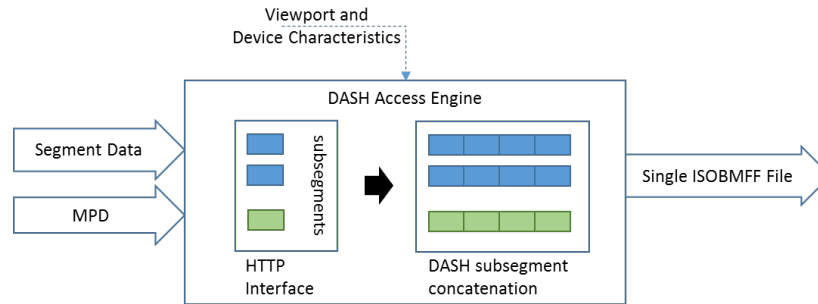 Viewport and
Device Characteristics
DASH Access Engine
Segment Data
MPD
subsegments
Single ISOBMFF File
HTTP
Interface
DASH subsegment
concatenation